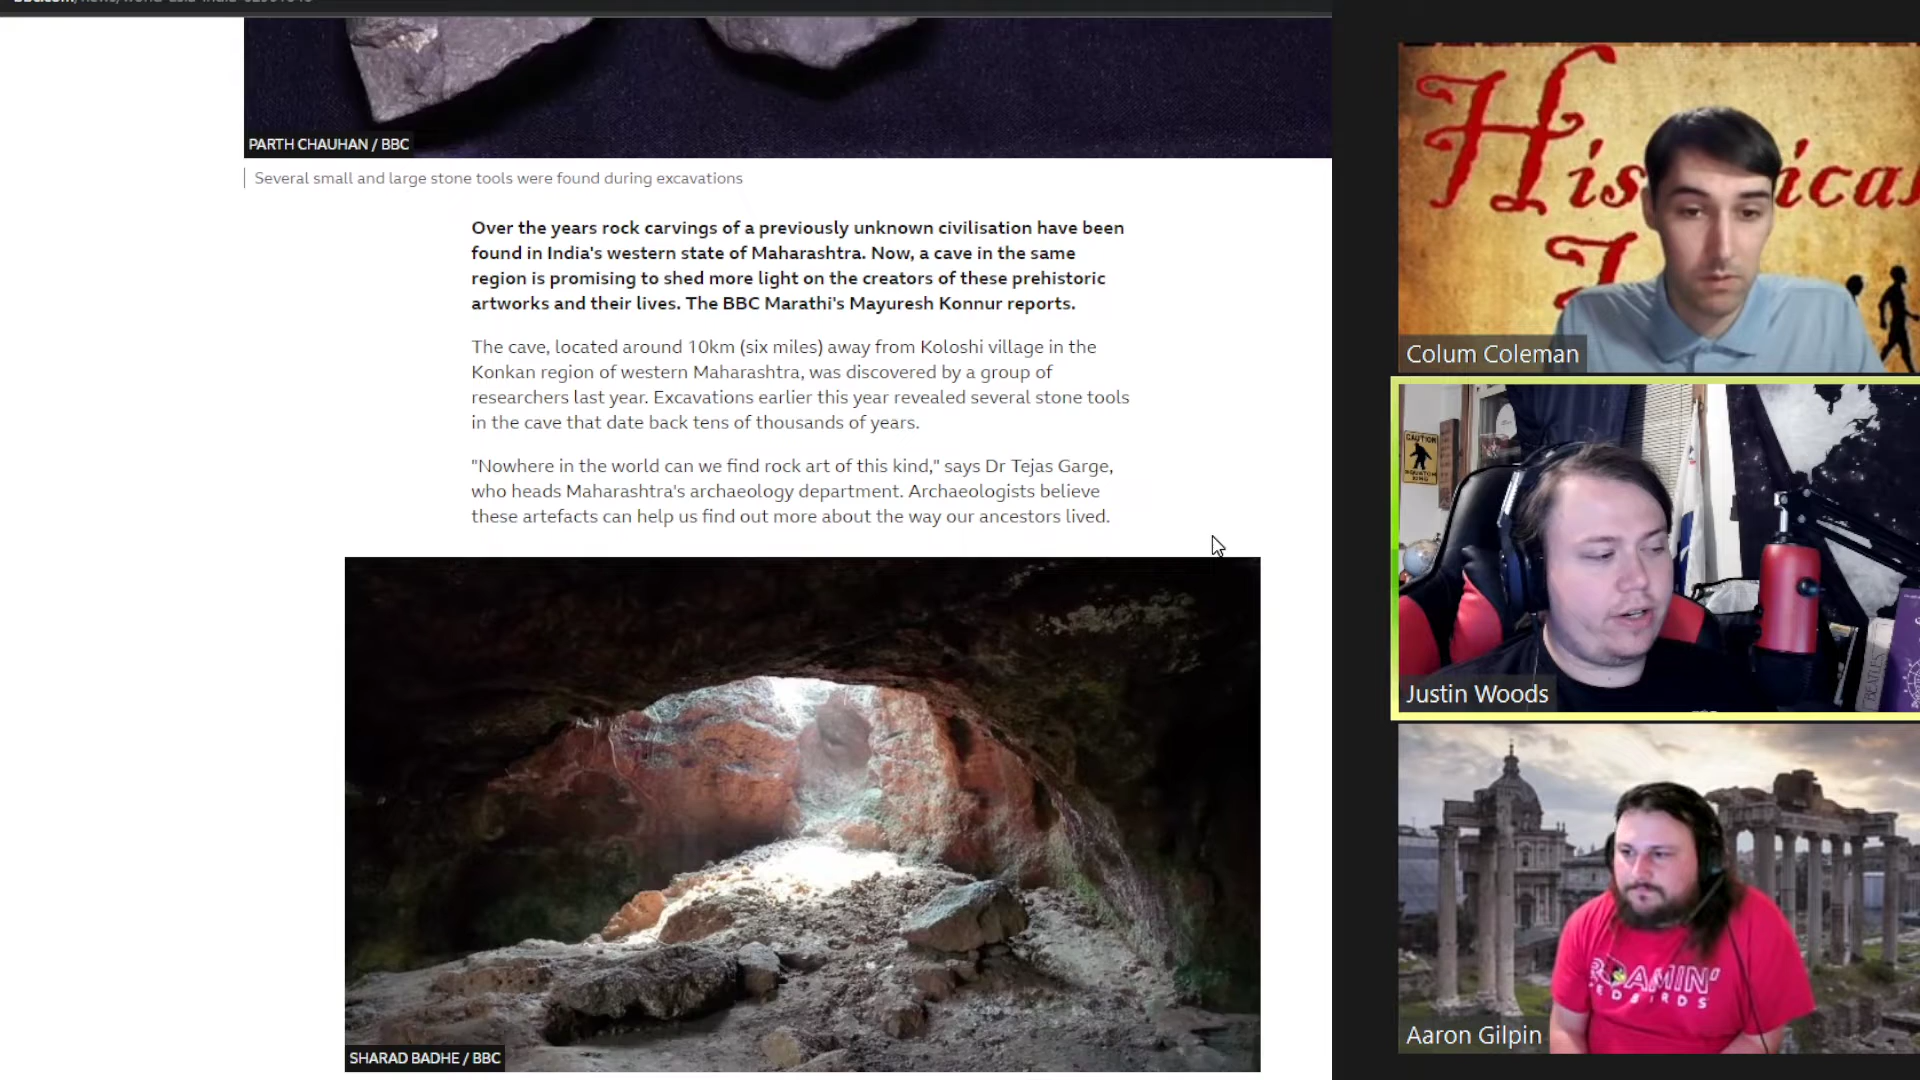 PARTH CHAUHAN / BBC
Several small and large stone tools were found during excavations
Over the years rock carvings of a previously unknown civilisation have been
found in India's western state of Maharashtra. Now, a cave in the same
region is promising to shed more light on the creators of these prehistoric
artworks and their lives. The BBC Marathi's Mayuresh Konnur reports.
The cave, located around 10km (six miles) away from Koloshi village in the
Konkan region of western Maharashtra, was discovered by a group of
researchers last year. Excavations earlier this year revealed several stone tools
in the cave that date back tens of thousands of years.
"Nowhere in the world can we find rock art of this kind," says Dr Tejas Garge,
who heads Maharashtra's archaeology department. Archaeologists believe
these artefacts can help us find out more about the way our ancestors lived.
SHARAD BADHE / BBC
Colum Coleman
CAUTION
Justin Woods
BEATLES
ROAMIN'
REDBIRDS
Aaron Gilpin